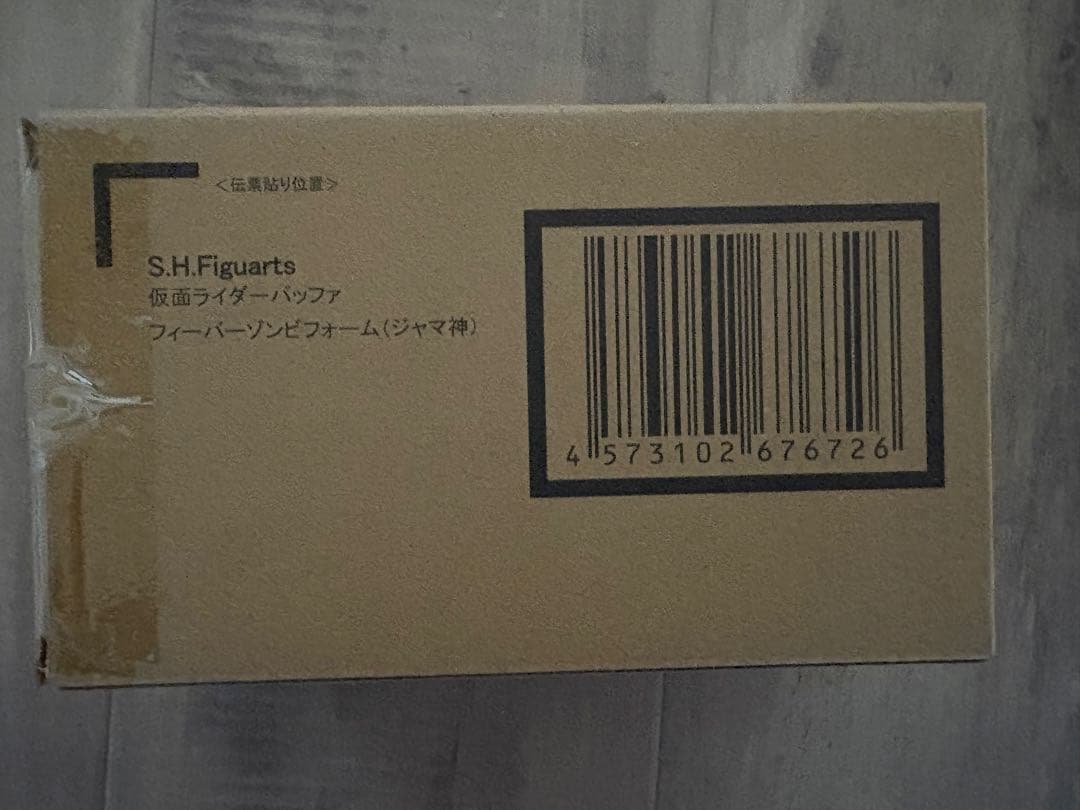 ＜伝票貼り位置＞
S.H.Figuarts
仮面ライダーバッファ
フィーバーゾンビフォーム(ジャマ神)
4 573102 676726